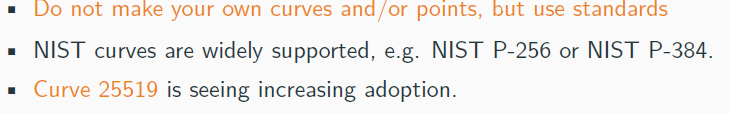 ▪ Do not make your own curves and/or points, but use standards
▪ NIST curves are widely supported, e.g. NIST P-256 or NIST P-384.
▪ Curve 25519 is seeing increasing adoption.